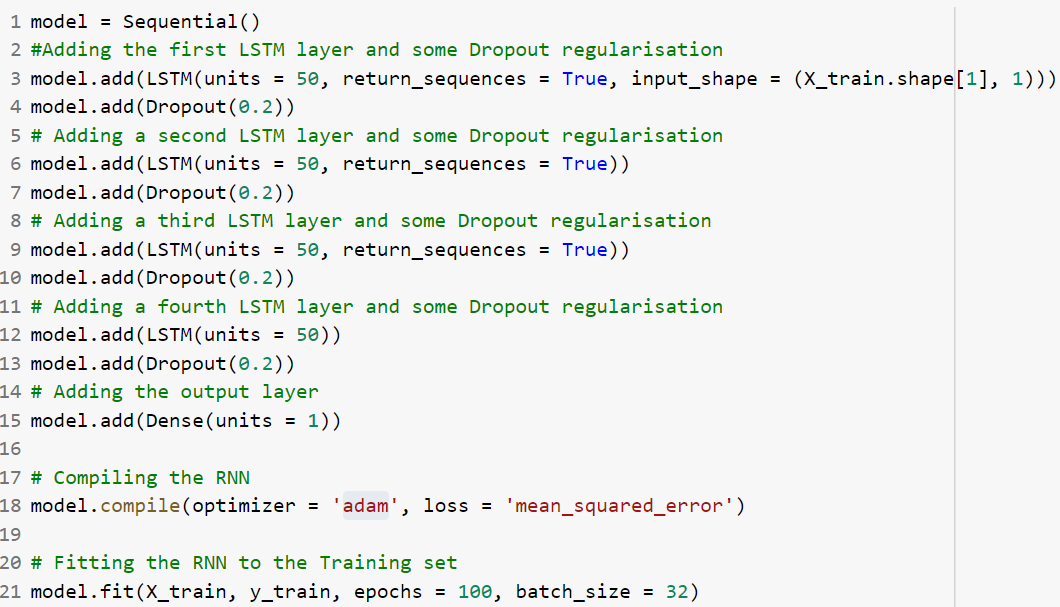 1 model = Sequential()
2 #Adding the first LSTM layer and some Dropout regularisation
3 model.add(LSTM(units = 50, return_sequences = True, input_shape = (X_train.shape[1], 1)))
4 model.add(Dropout(0.2))
5 # Adding a second LSTM layer and some Dropout regularisation
6 model.add(LSTM(units = 50, return_sequences = True))
7 model.add(Dropout(0.2))
8 # Adding a third LSTM layer and some Dropout regularisation
9 model.add(LSTM(units = 50, return_sequences = True))
10 model.add(Dropout(0.2))
11 # Adding a fourth LSTM layer and some Dropout regularisation
12 model.add(LSTM(units = 50))
13 model.add(Dropout(0.2))
14 # Adding the output layer
15 model.add(Dense(units = 1))
16
17 # Compiling the RNN
18 model.compile(optimizer = 'adam', loss = 'mean_squared_error')
19
20 # Fitting the RNN to the Training set
21 model.fit(X_train, y_train, epochs = 100, batch_size = 32)